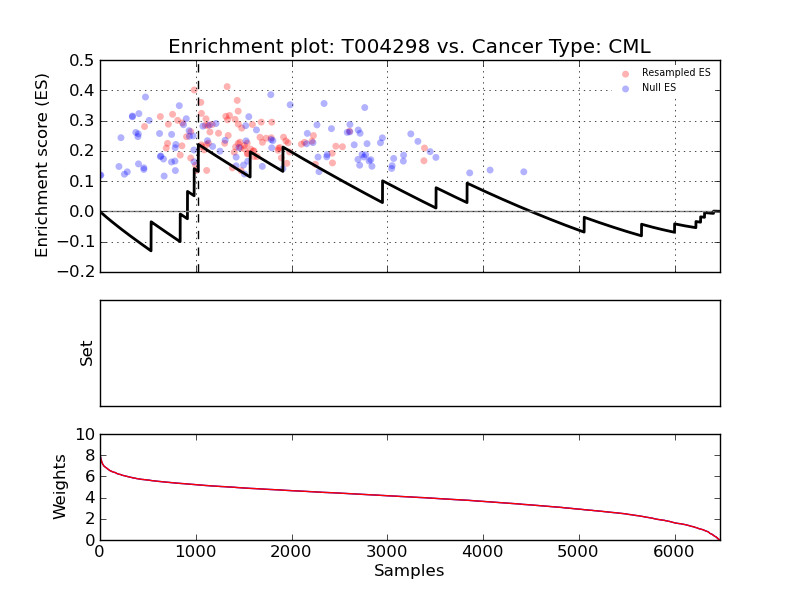 Enrichment plot: T004298 vs. Cancer Type: CML
Enrichment score (ES)
0.5
0.4
0.3
0.2
0.1
0.0
−0.1
−0.2
Resampled ES
Null ES
Set
Weights
10
8
6
4
2
0
0 1000 2000 3000 4000 5000 6000
Samples